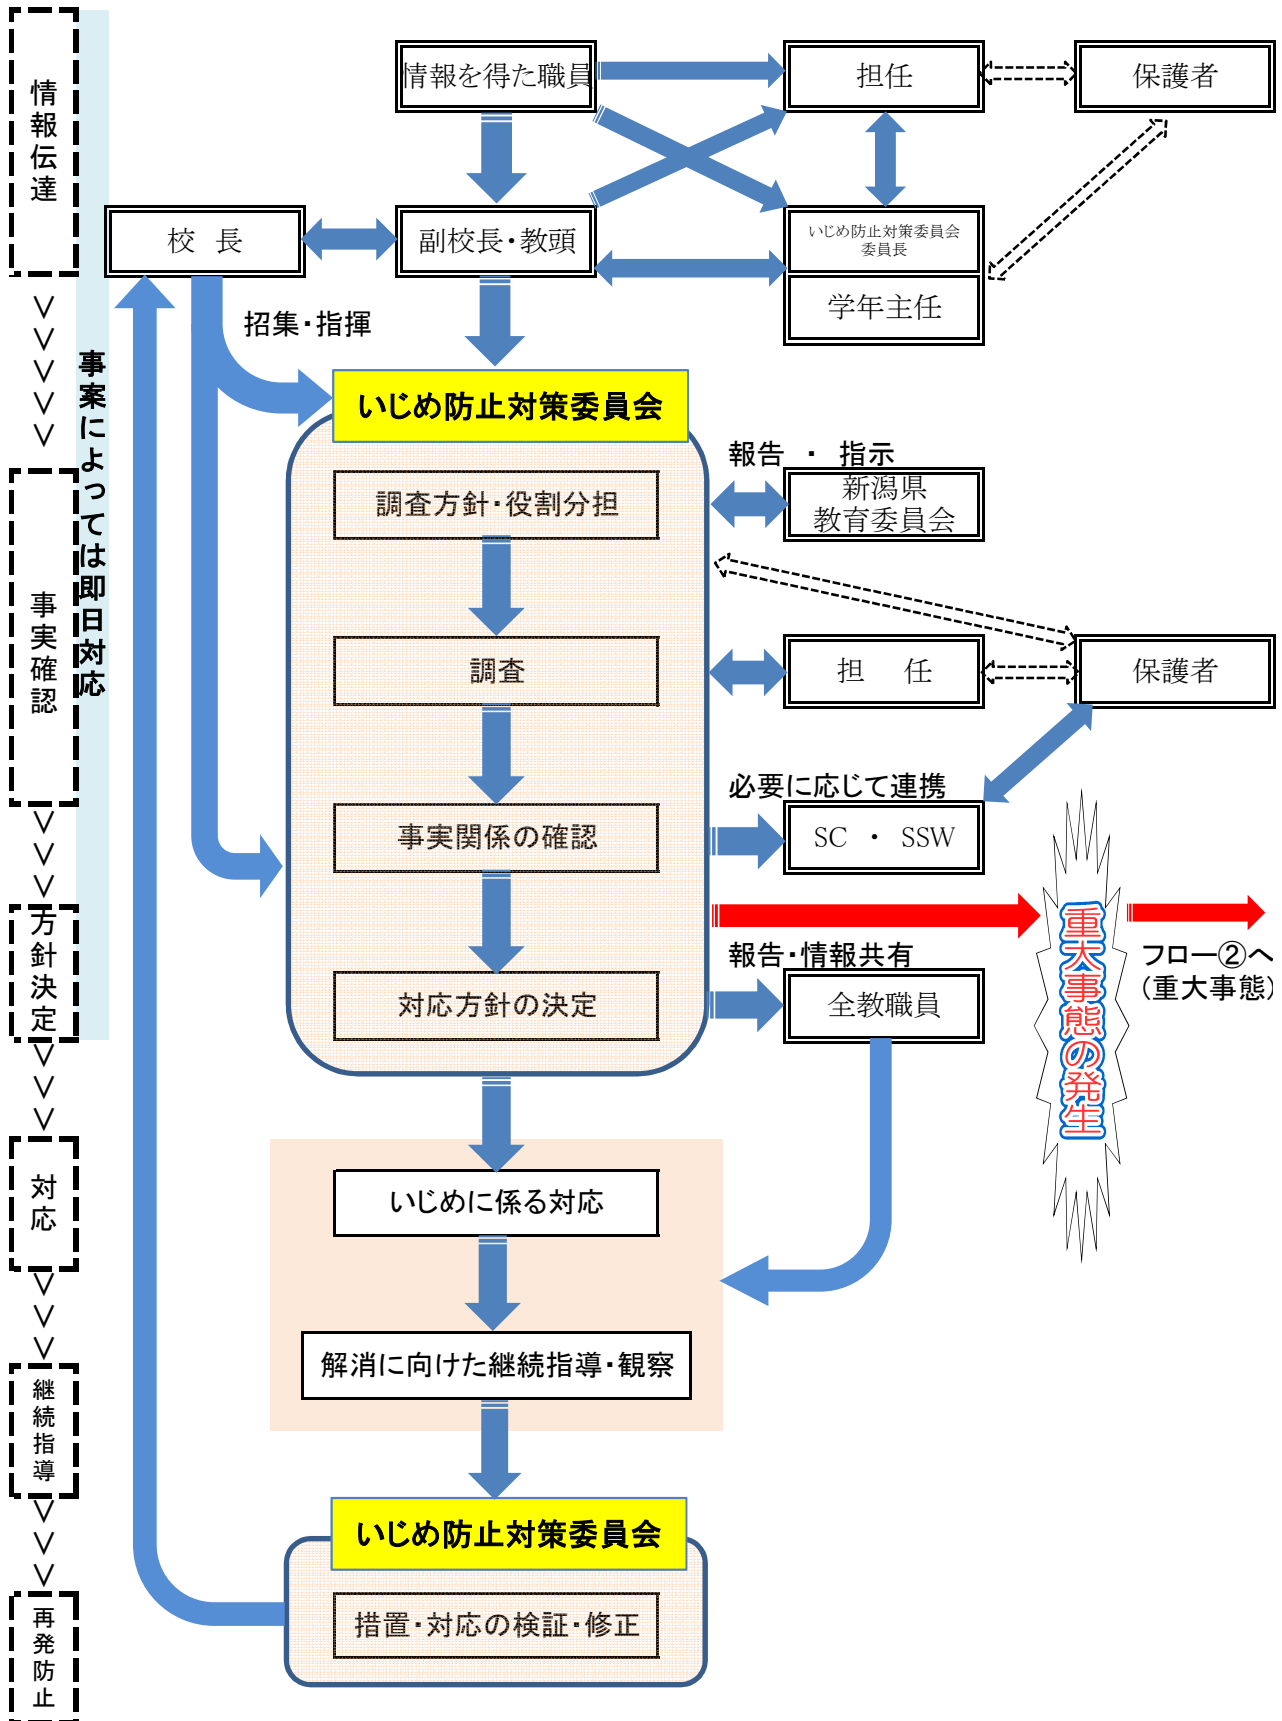 情報伝達
∨∨∨∨∨
事実確認
∨∨∨
方針決定
∨∨∨
対応
∨∨∨
継続指導
∨∨∨
再発防止
事案によっては即日対応
情報を得た職員
担任
保護者
校 長
副校長・教頭
いじめ防止対策委員会
委員長
学年主任
招集・指揮
いじめ防止対策委員会
調査方針・役割分担
報告 ・ 指示
新潟県
教育委員会
調査
担 任
保護者
必要に応じて連携
事実関係の確認
SC ・ SSW
重大事態の発生
フロー②へ
(重大事態)
報告・情報共有
対応方針の決定
全教職員
いじめに係る対応
解消に向けた継続指導・観察
いじめ防止対策委員会
措置・対応の検証・修正